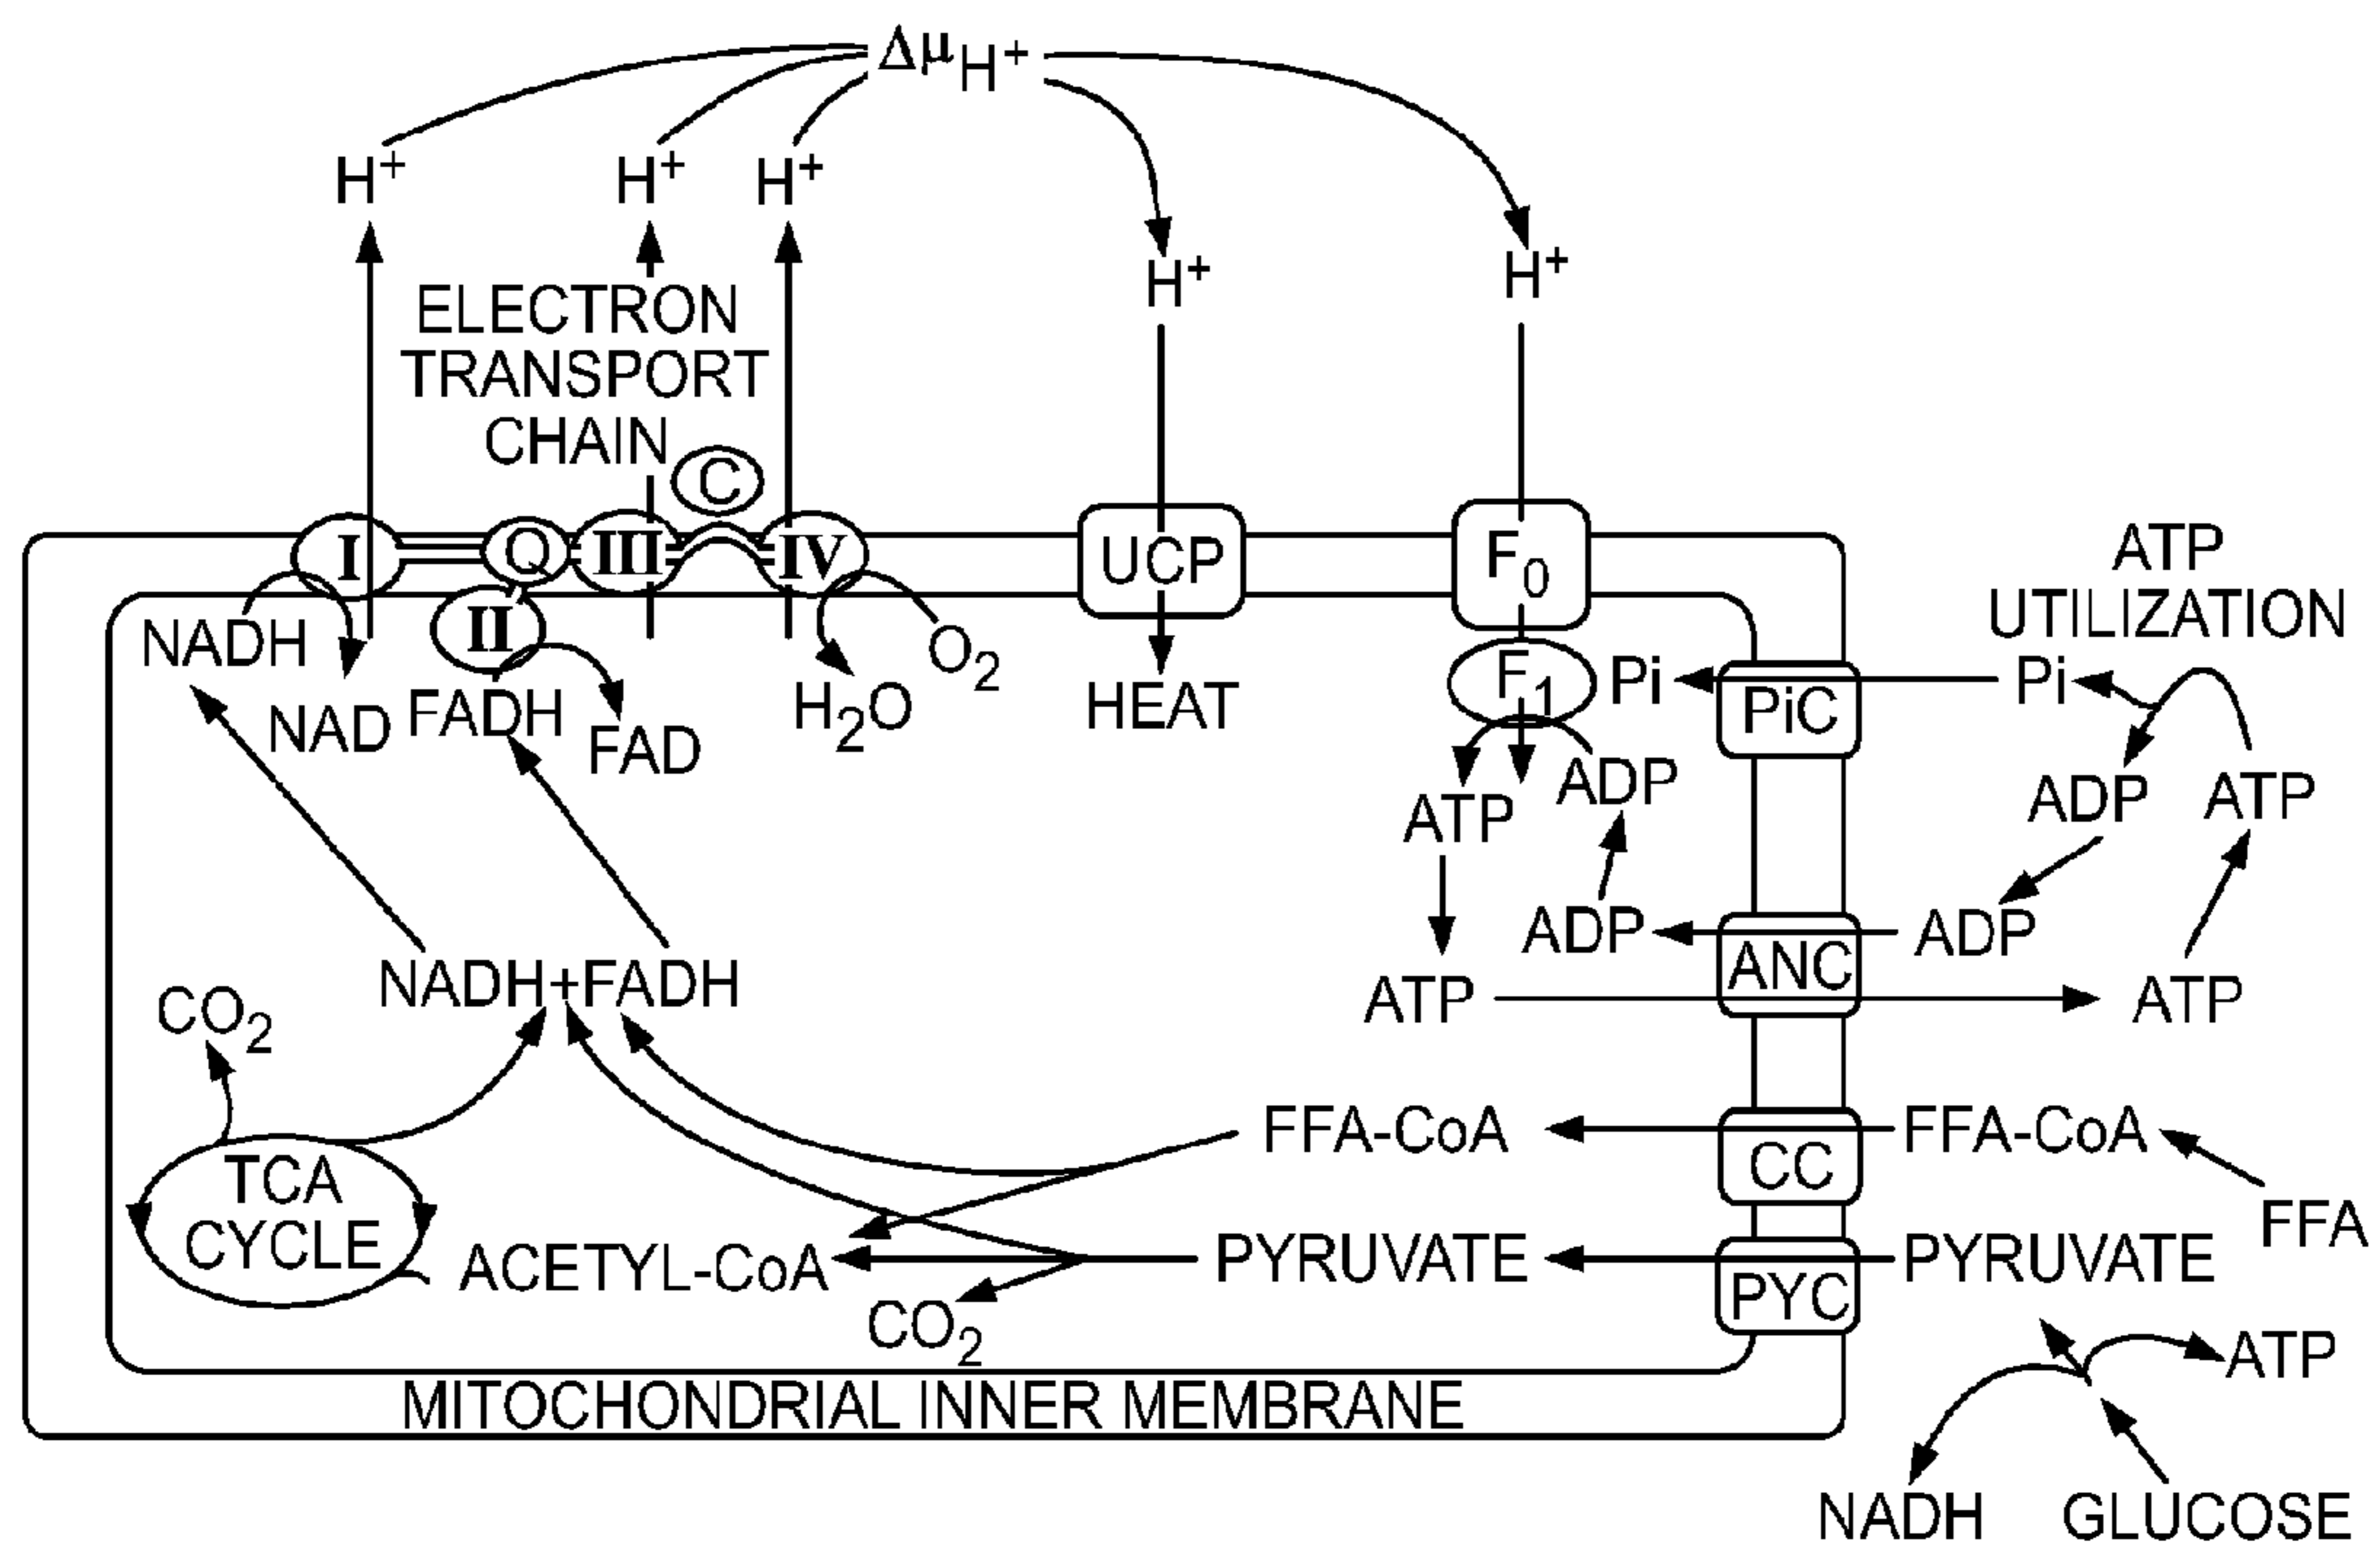 ΔμH+
H+ H+ H+
H+ H+
ELECTRON
TRANSPORT
CHAIN
C
I Q III IV UCP F0
II
NADH NAD FADH FAD
H2O O2 HEAT
F1 Pi PiC Pi
ATP
UTILIZATION
ATP ADP ADP ATP
ADP ANC ADP
ATP ATP
NADH+FADH
CO2
TCA
CYCLE
FFA-CoA CC FFA-CoA
FFA
ACETYL-CoA PYRUVATE PYC PYRUVATE
CO2
ATP
MITOCHONDRIAL INNER MEMBRANE
NADH GLUCOSE